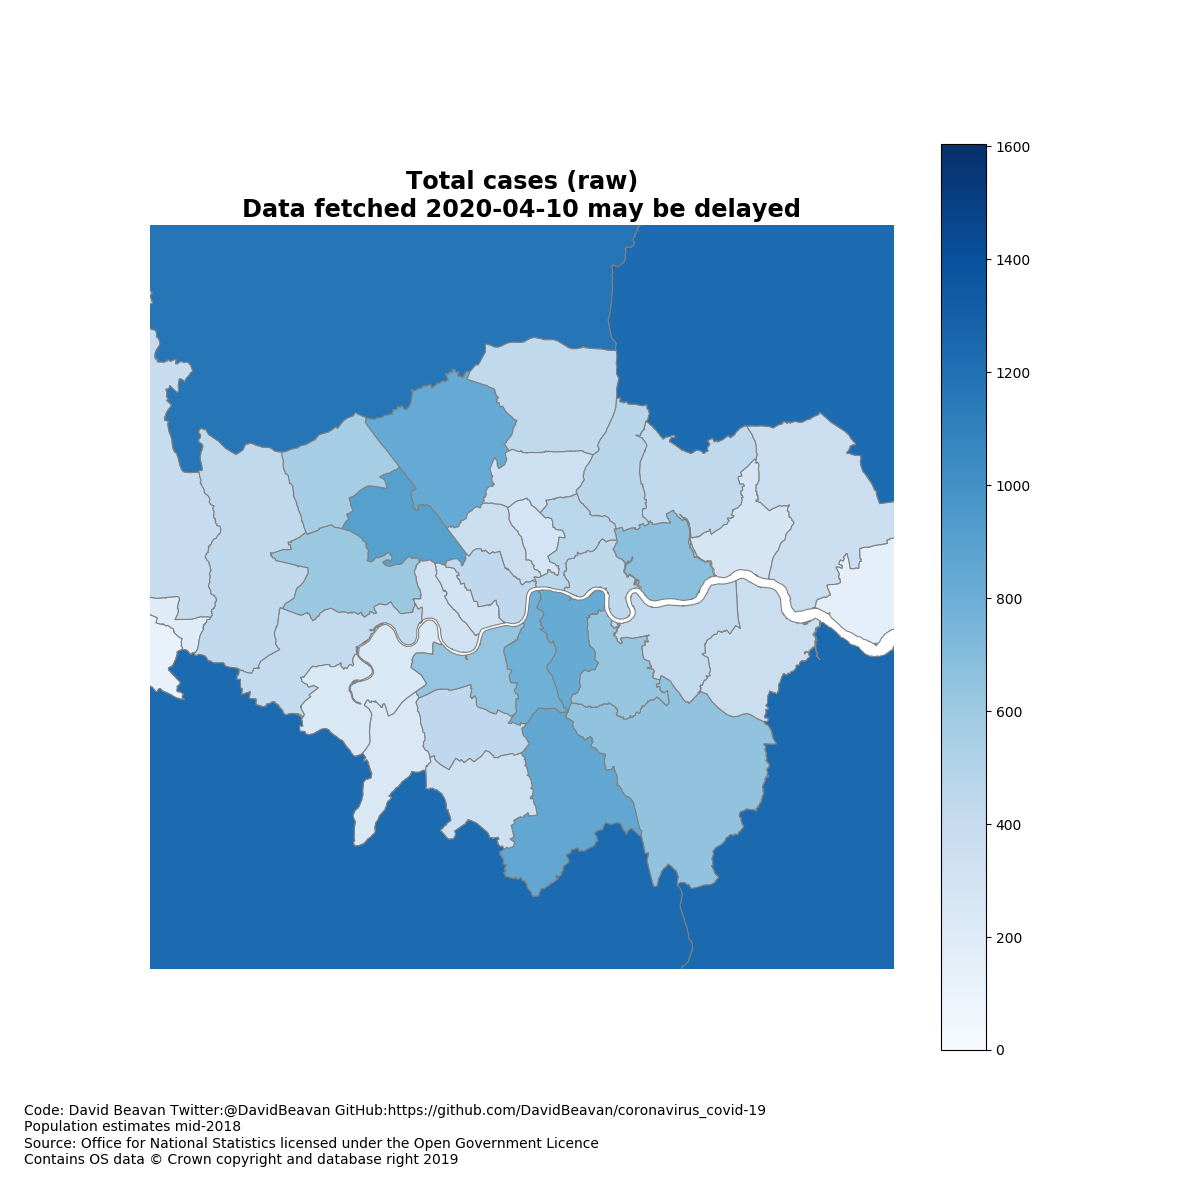 Total cases (raw)
Data fetched 2020-04-10 may be delayed
1600
1400
1200
1000
800
600
400
200
0
Code: David Beavan Twitter:@DavidBeavan GitHub:https://github.com/DavidBeavan/coronavirus_covid-19
Population estimates mid-2018
Source: Office for National Statistics licensed under the Open Government Licence
Contains OS data © Crown copyright and database right 2019